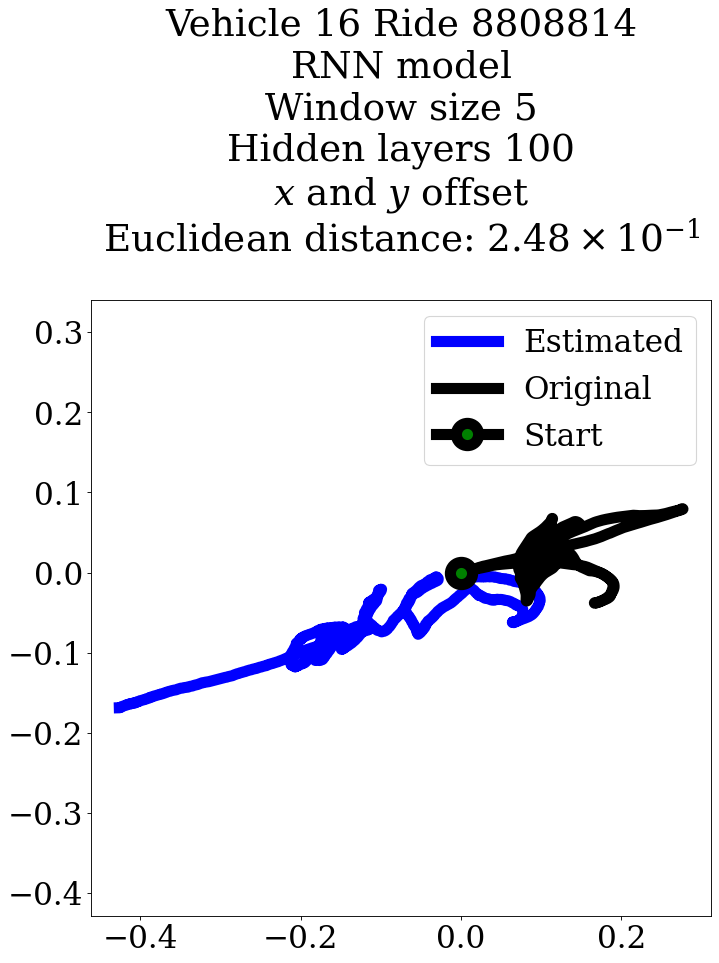 Vehicle 16 Ride 8808814
RNN model
Window size 5
Hidden layers 100
x and y offset
Euclidean distance: 2.48 × 10⁻¹
Estimated
Original
Start
0.3
0.2
0.1
0.0
−0.1
−0.2
−0.3
−0.4
−0.4 −0.2 0.0 0.2